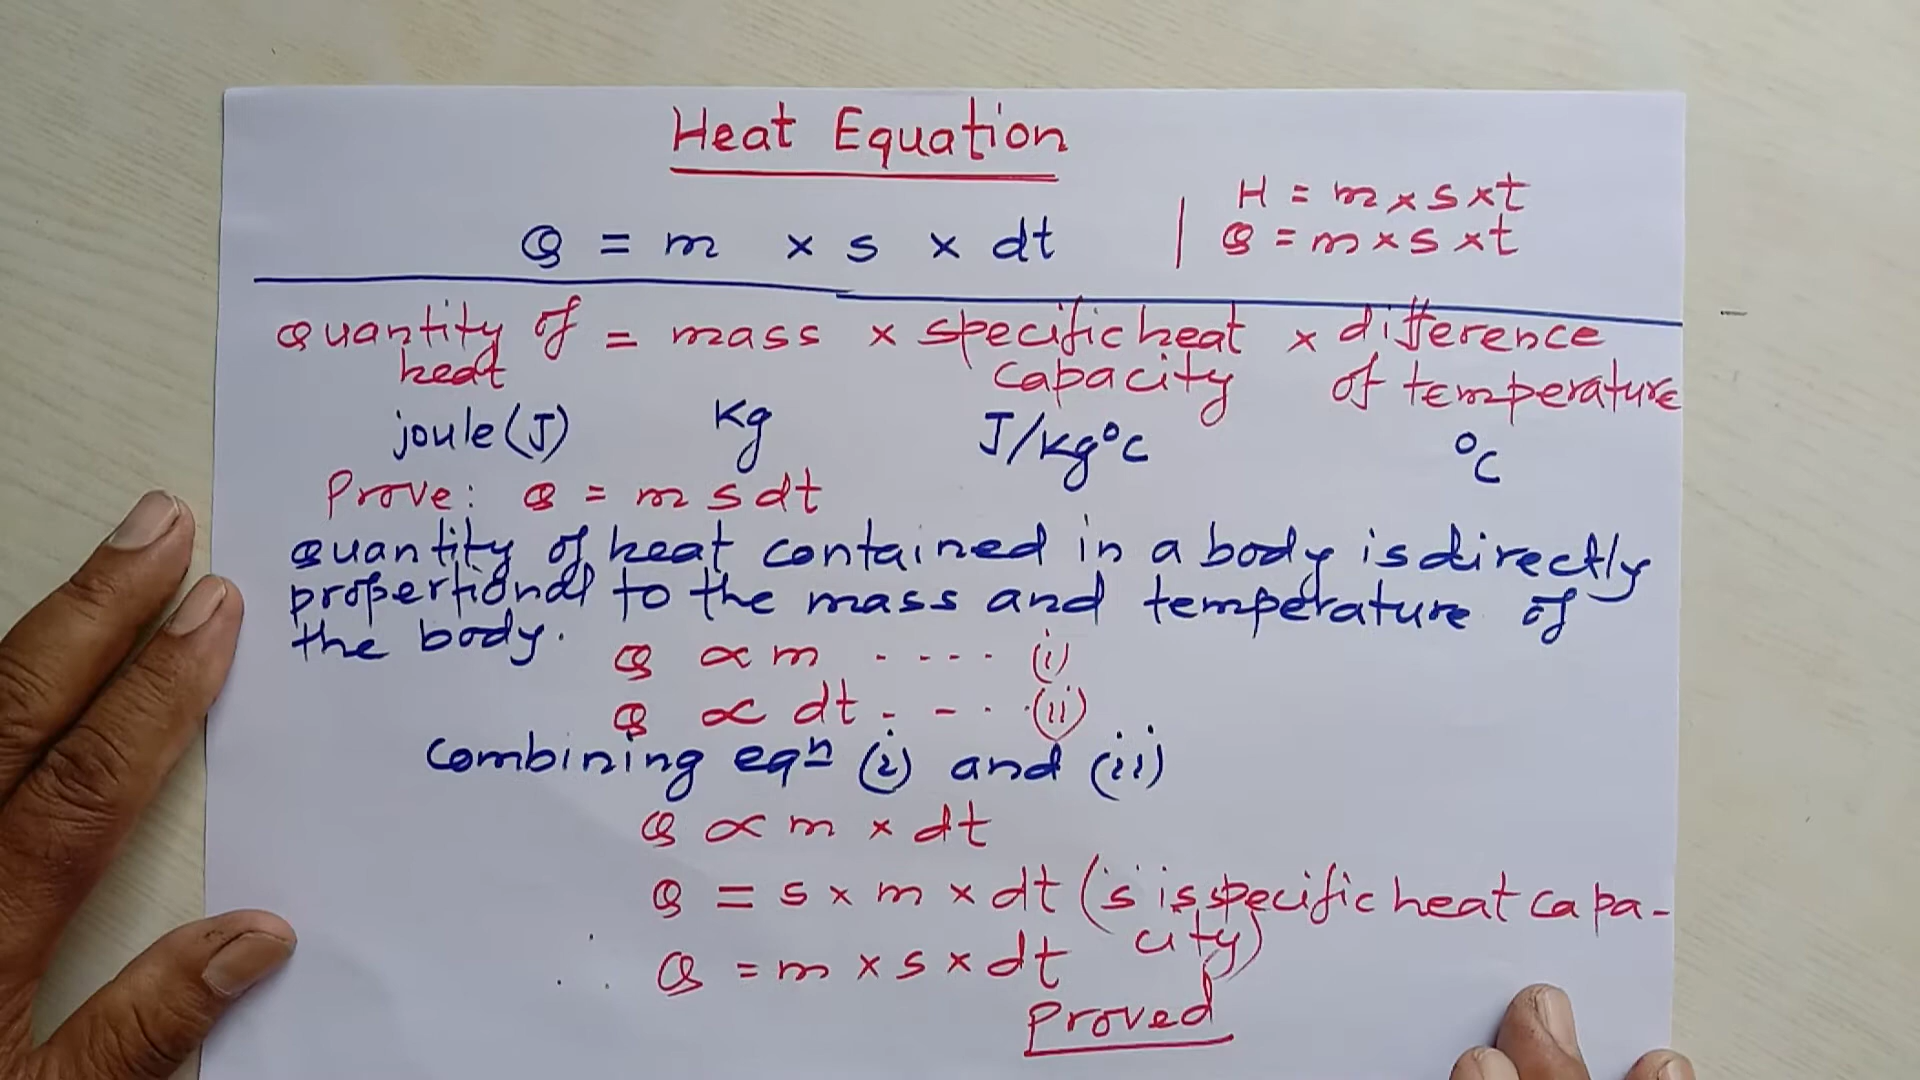 Heat Equation
Q = m × s × dt
H = m × s × t
Q = m × s × t
Quantity of = mass × specific heat × difference
heat capacity of temperature
joule (J) Kg J/kg°C °C
Prove: Q = m s dt
Quantity of heat contained in a body is directly
propertional to the mass and temperature of
the body.
Q ∝ m - - - - (i)
Q ∝ dt - - - - (ii)
Combining eqⁿ (i) and (ii)
Q ∝ m × dt
Q = s × m × dt ('s' is specific heat capa-
city)
∴ Q = m × s × dt
Proved